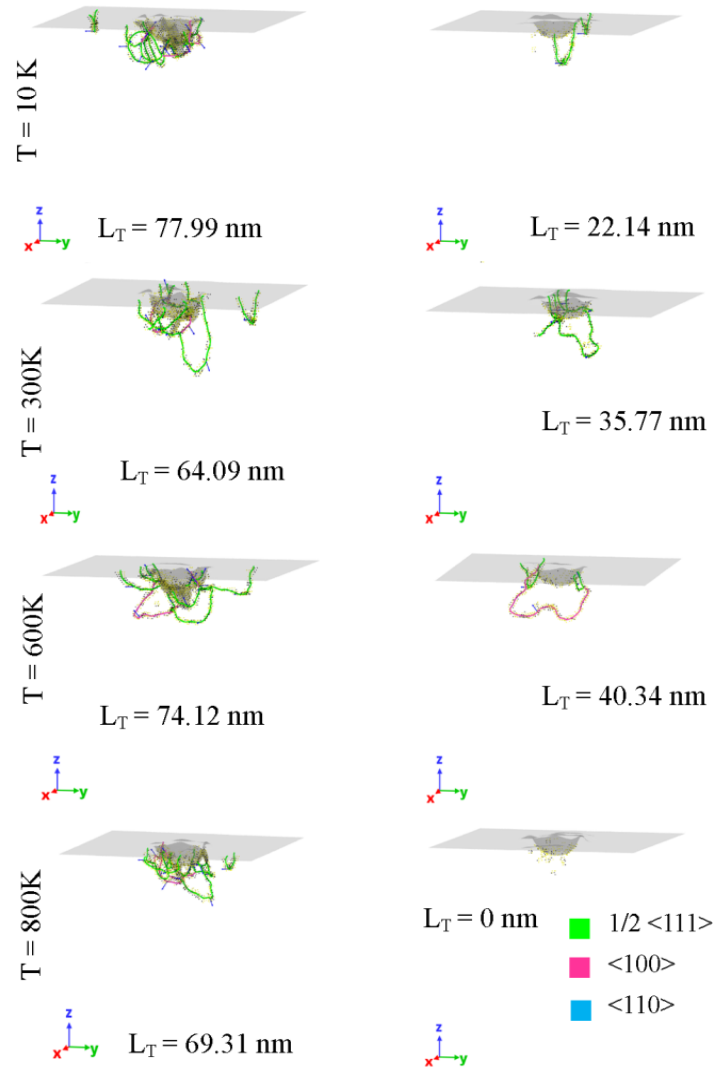 T = 10 K
z
x y
L_T = 77.99 nm
z
x y
L_T = 22.14 nm
T = 300K
z
x y
L_T = 64.09 nm
z
x y
L_T = 35.77 nm
T = 600K
z
x y
L_T = 74.12 nm
z
x y
L_T = 40.34 nm
T = 800K
z
x y
L_T = 69.31 nm
L_T = 0 nm
1/2 <111>
<100>
<110>
z
x y